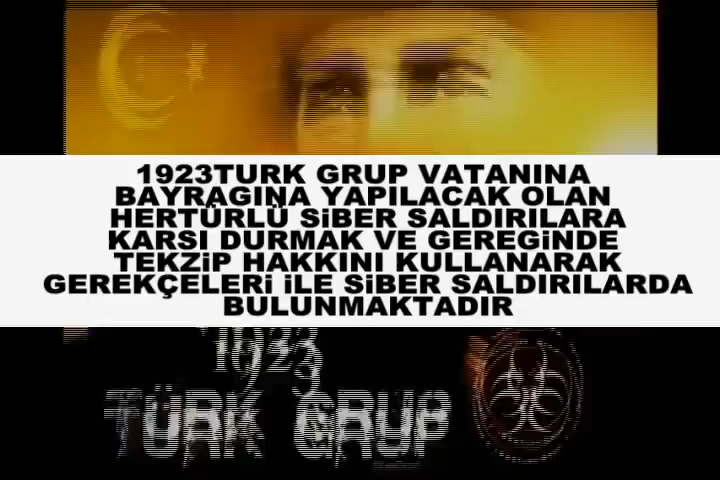 1923TURK GRUP VATANINA
BAYRAGINA YAPILACAK OLAN
HERTÜRLÜ SiBER SALDIRILARA
KARSI DURMAK VE GEREGiNDE
TEKZiP HAKKINI KULLANARAK
GEREKÇELERi iLE SiBER SALDIRILARDA
BULUNMAKTADIR
1923
TÜRK GRUP